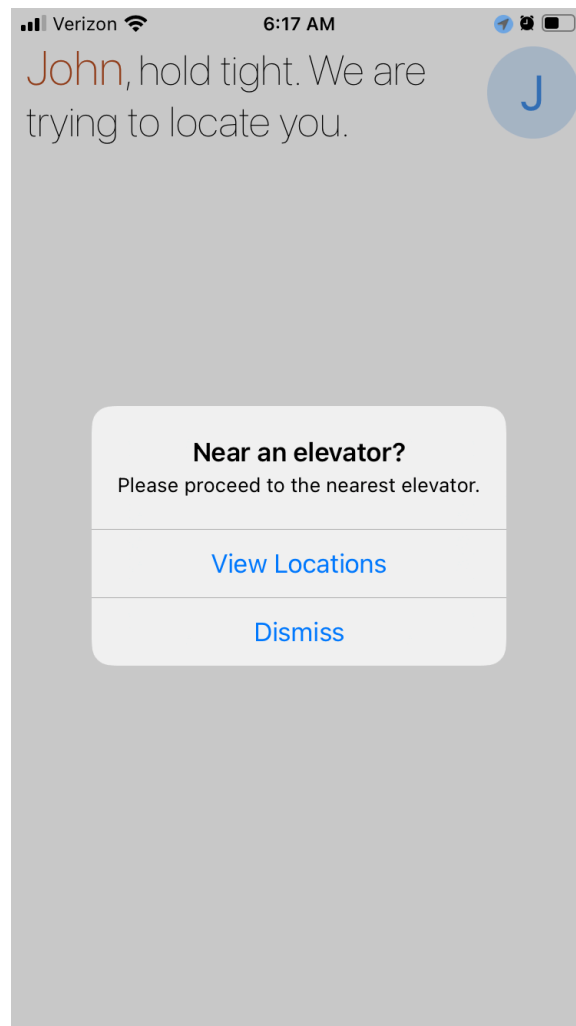 Verizon 6:17 AM
John, hold tight. We are
trying to locate you.
J
Near an elevator?
Please proceed to the nearest elevator.
View Locations
Dismiss